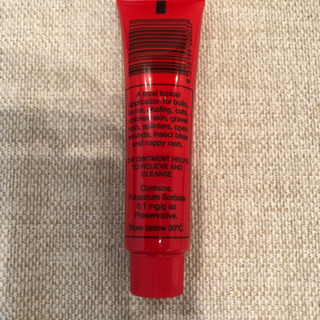 A local topical
application for boils,
burns, chafing, cuts,
cracked skin, gravel
rash, splinters, open
wounds, insect bites
and nappy rash.
THE OINTMENT HELPS
TO RELIEVE AND
CLEANSE
Contains:
Potassium Sorbate
0.1 mg/g as
Preservative.
Store below 30°C.